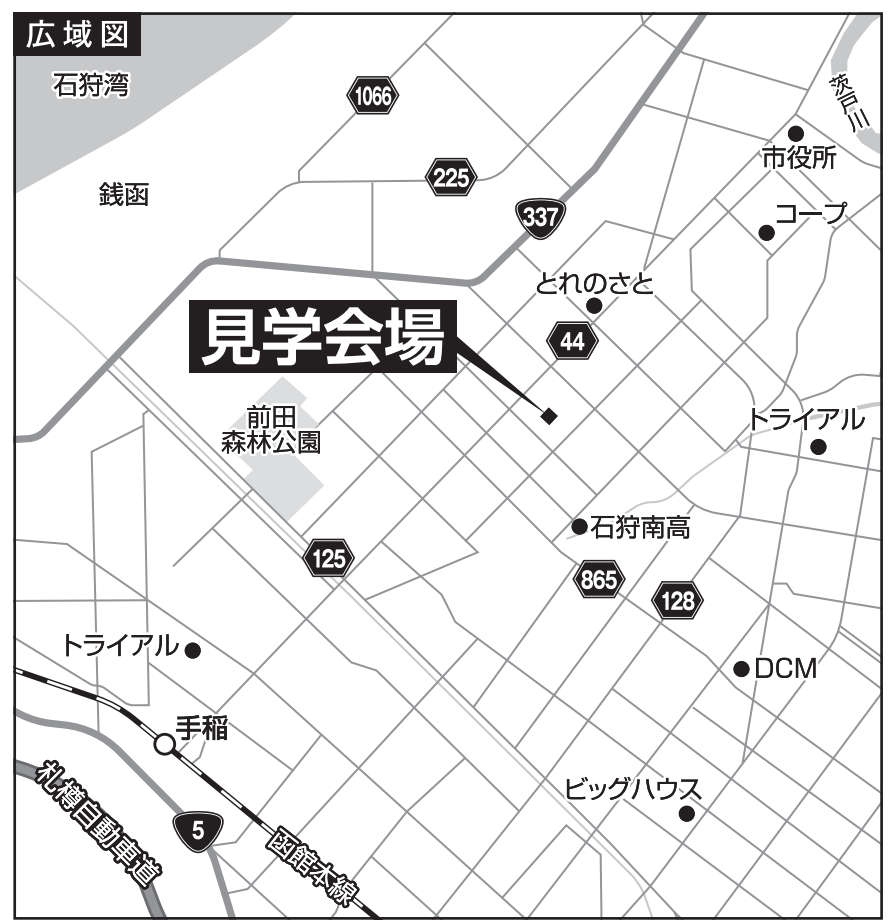 広域図
石狩湾
1066
茨戸川
市役所
225
銭函
コープ
337
とれのさと
見学会場
44
前田
森林公園
トライアル
石狩南高
125
865
128
トライアル
DCM
手稲
札樽自動車道
ビッグハウス
5
函館本線